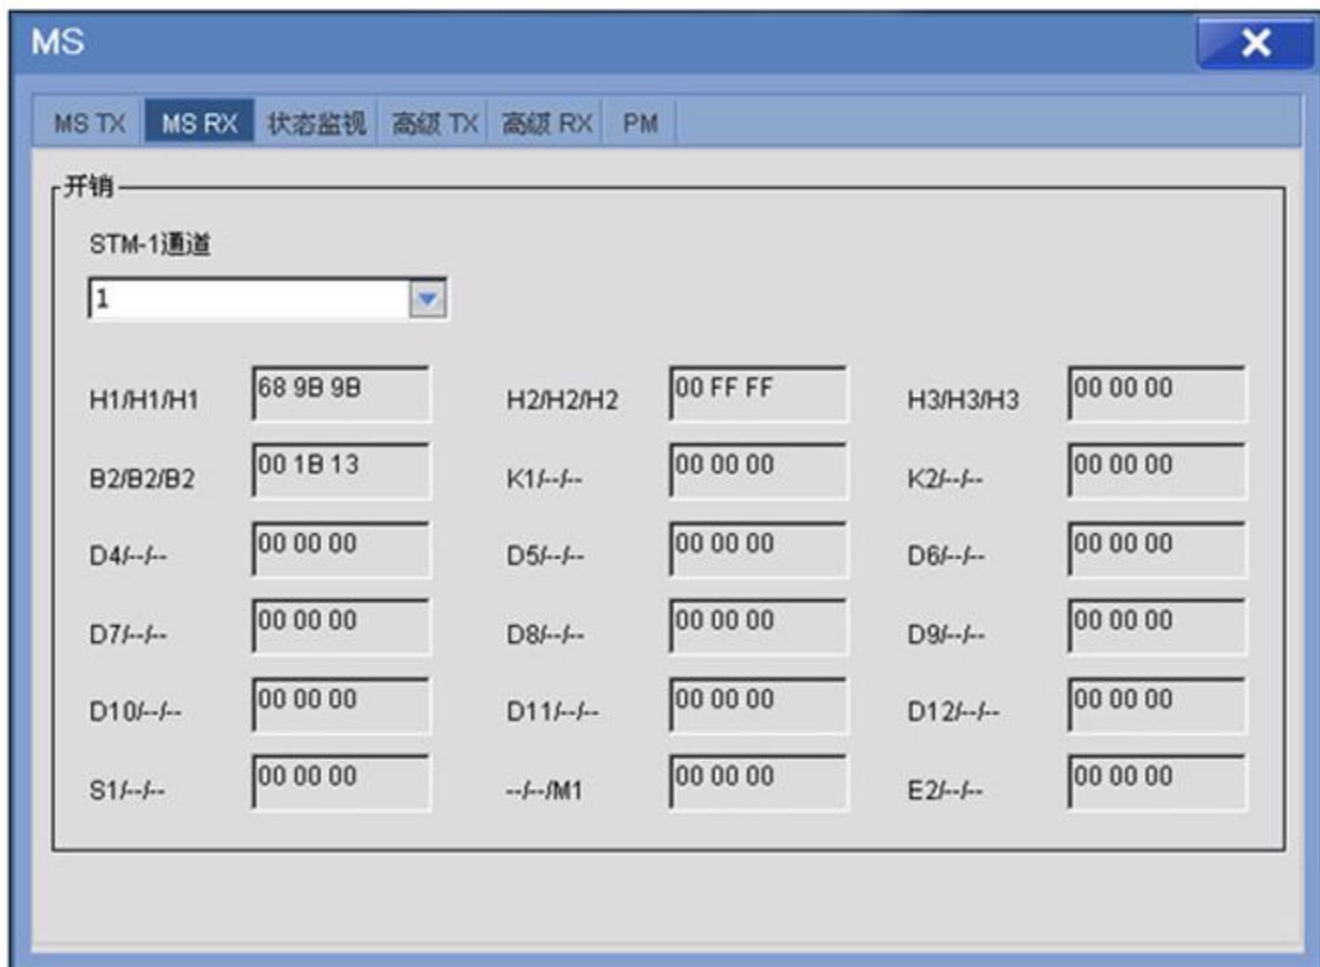 MS
MS TX MS RX 状态监视 高级 TX 高级 RX PM
开销
STM-1通道
1
H1/H1/H1 68 9B 9B H2/H2/H2 00 FF FF H3/H3/H3 00 00 00
B2/B2/B2 00 1B 13 K1/--/-- 00 00 00 K2/--/-- 00 00 00
D4/--/-- 00 00 00 D5/--/-- 00 00 00 D6/--/-- 00 00 00
D7/--/-- 00 00 00 D8/--/-- 00 00 00 D9/--/-- 00 00 00
D10/--/-- 00 00 00 D11/--/-- 00 00 00 D12/--/-- 00 00 00
S1/--/-- 00 00 00 --/--/M1 00 00 00 E2/--/-- 00 00 00